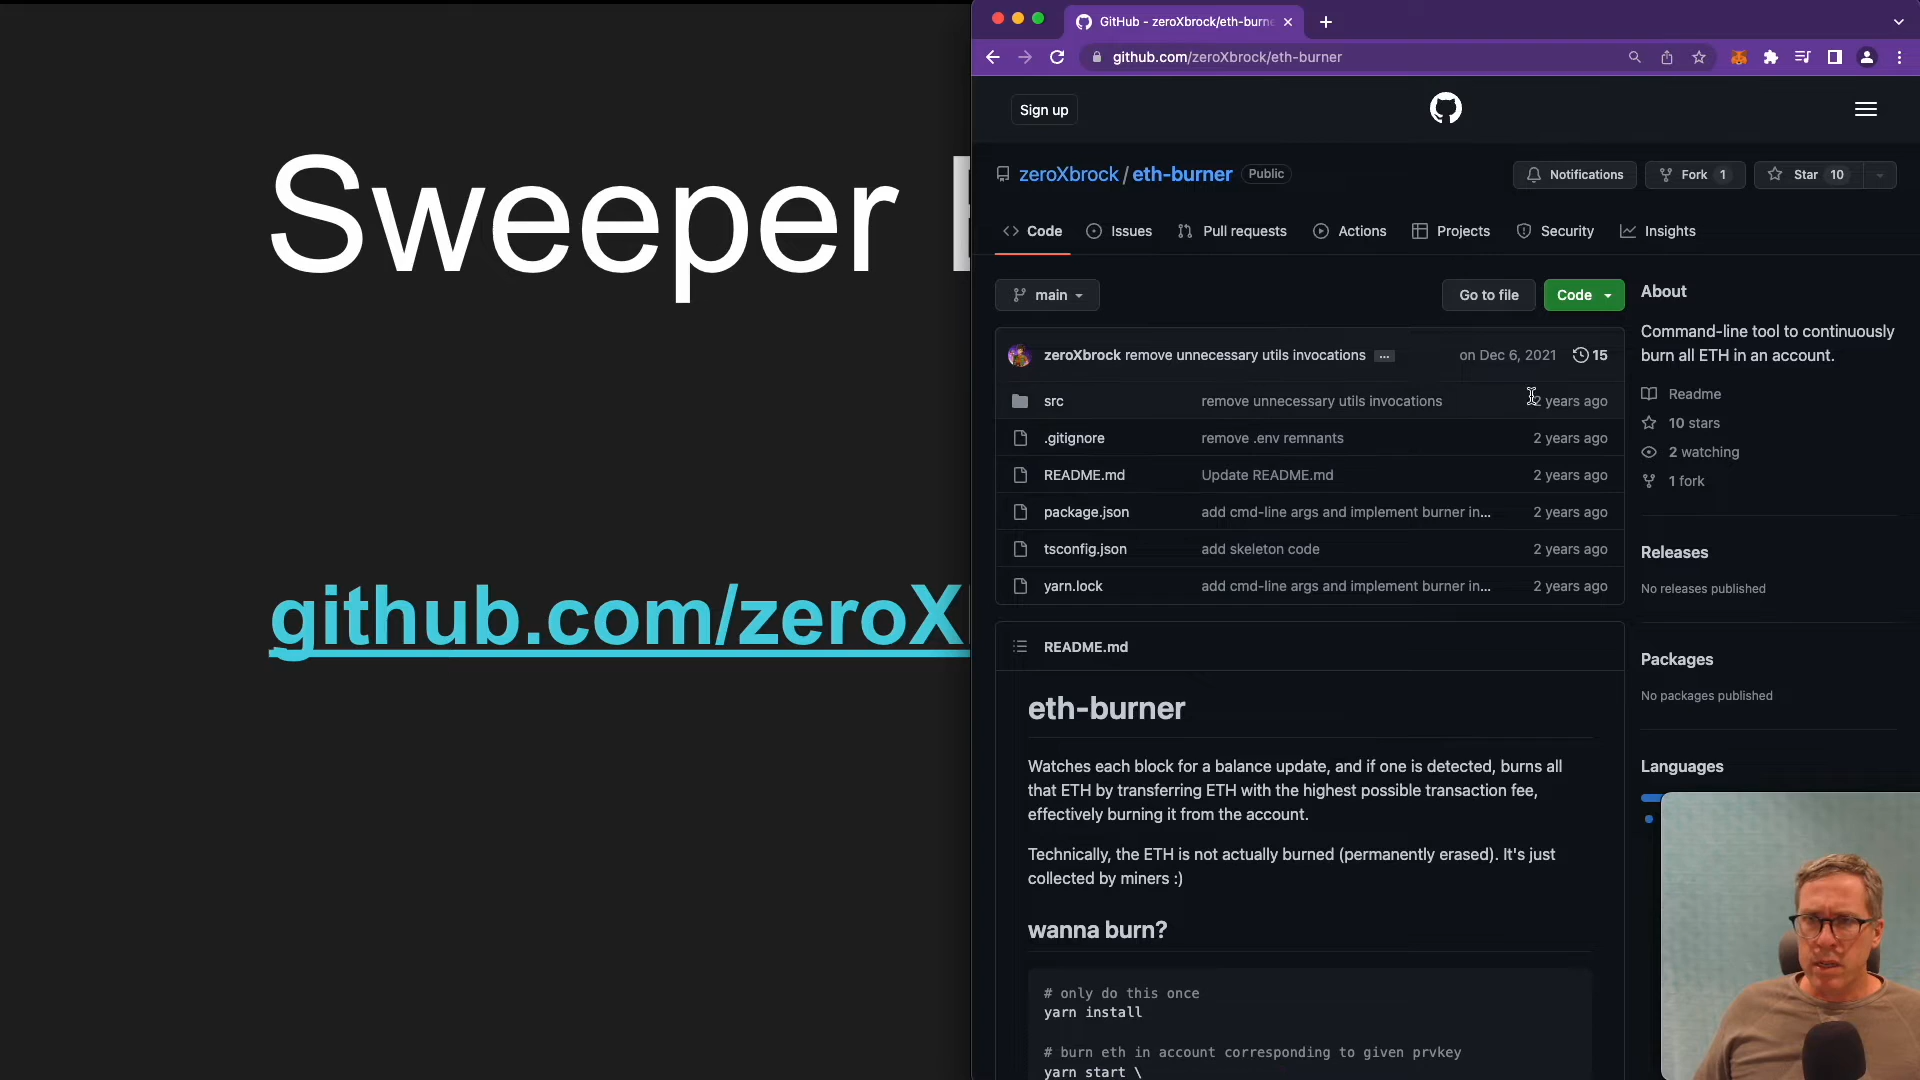 Sweeper
github.com/zeroX
GitHub - zeroXbrock/eth-burne
github.com/zeroXbrock/eth-burner
Sign up
zeroXbrock / eth-burner Public
Notifications
Fork 1
Star 10
Code
Issues
Pull requests
Actions
Projects
Security
Insights
main
Go to file
Code
zeroXbrock remove unnecessary utils invocations ... on Dec 6, 2021 15
src remove unnecessary utils invocations 2 years ago
.gitignore remove .env remnants 2 years ago
README.md Update README.md 2 years ago
package.json add cmd-line args and implement burner in... 2 years ago
tsconfig.json add skeleton code 2 years ago
yarn.lock add cmd-line args and implement burner in... 2 years ago
README.md
eth-burner
Watches each block for a balance update, and if one is detected, burns all
that ETH by transferring ETH with the highest possible transaction fee,
effectively burning it from the account.
Technically, the ETH is not actually burned (permanently erased). It's just
collected by miners :)
wanna burn?
# only do this once
yarn install
# burn eth in account corresponding to given prvkey
yarn start \
About
Command-line tool to continuously
burn all ETH in an account.
Readme
10 stars
2 watching
1 fork
Releases
No releases published
Packages
No packages published
Languages